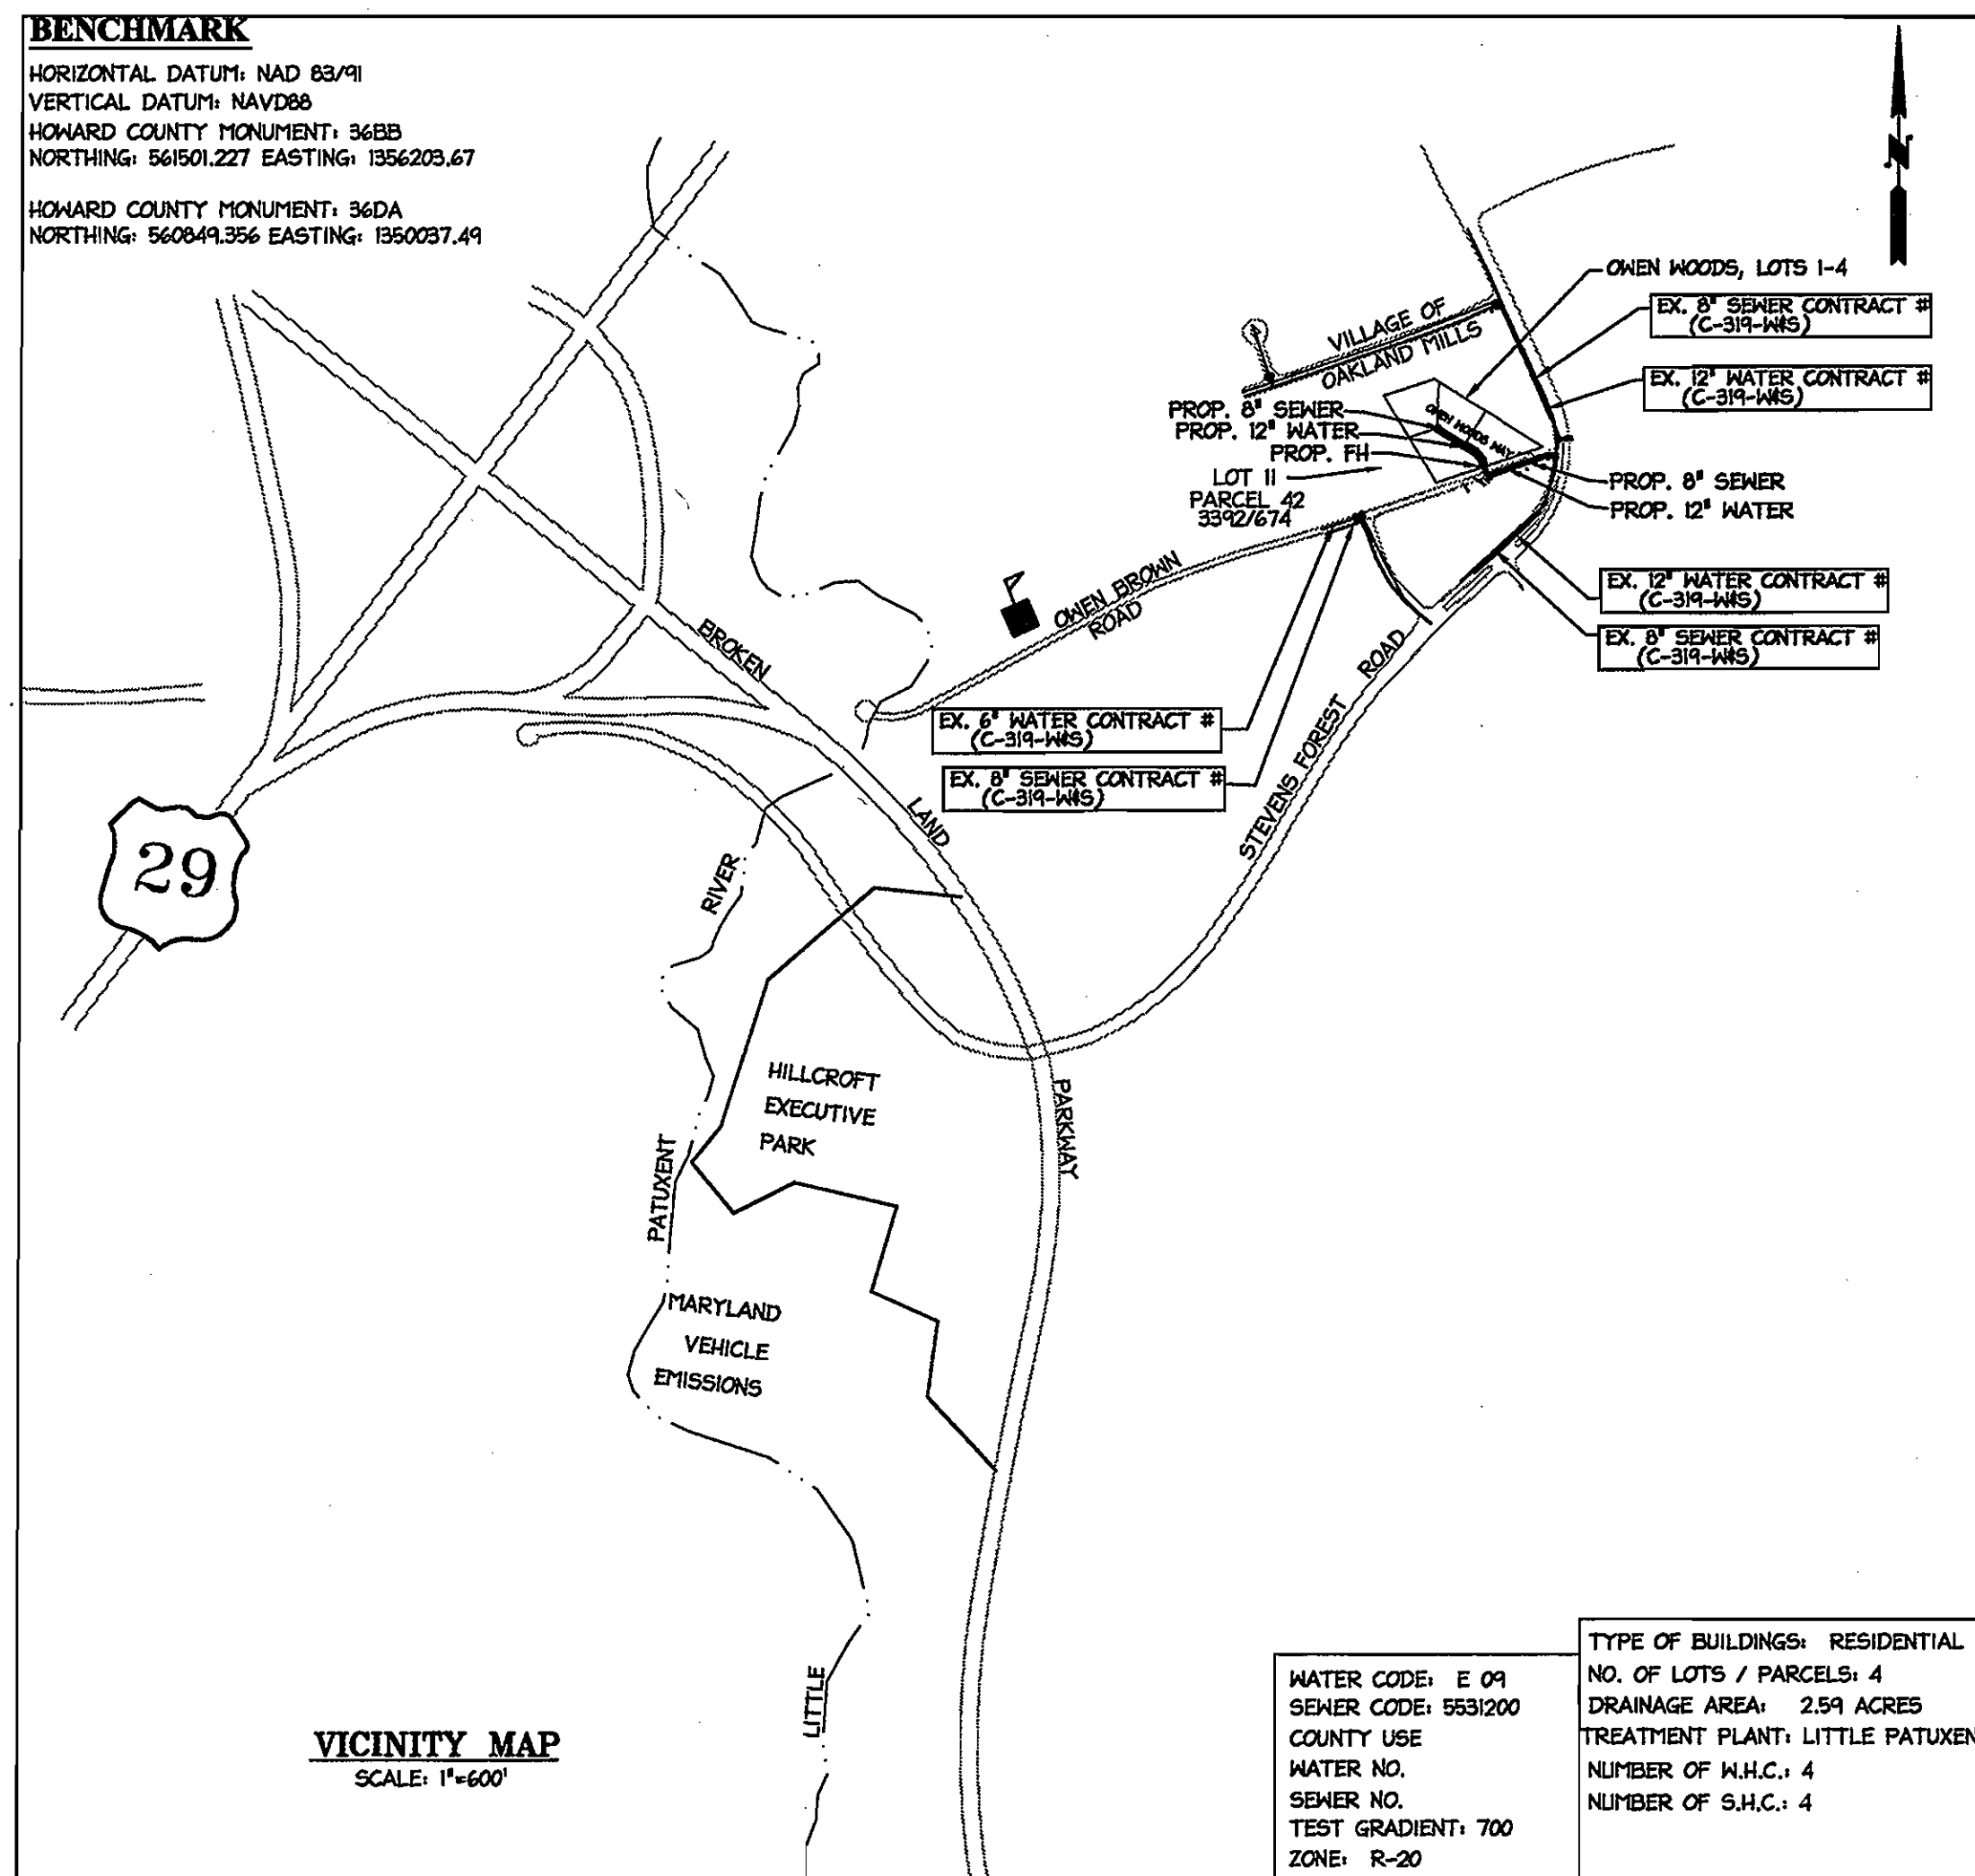 BENCHMARK
HORIZONTAL DATUM: NAD 83/91
VERTICAL DATUM: NAVD88
HOWARD COUNTY MONUMENT: 36BB
NORTHING: 561501.227 EASTING: 1356203.67
HOWARD COUNTY MONUMENT: 36DA
NORTHING: 560849.356 EASTING: 1350037.49
N
OWEN WOODS, LOTS 1-4
EX. 8" SEWER CONTRACT #
(C-319-W&S)
VILLAGE OF
OAKLAND MILLS
EX. 12" WATER CONTRACT #
(C-319-W&S)
PROP. 8" SEWER
PROP. 12" WATER
PROP. FH
OWEN WOODS WAY
LOT 11
PARCEL 42
3392/674
PROP. 8" SEWER
PROP. 12" WATER
OWEN BROWN
ROAD
EX. 12" WATER CONTRACT #
(C-319-W&S)
EX. 8" SEWER CONTRACT #
(C-319-W&S)
BROKEN
LAND
PARKWAY
STEVENS FOREST ROAD
EX. 6" WATER CONTRACT #
(C-319-W&S)
EX. 8" SEWER CONTRACT #
(C-319-W&S)
29
RIVER
PATUXENT
LITTLE
HILLCROFT
EXECUTIVE
PARK
MARYLAND
VEHICLE
EMISSIONS
VICINITY MAP
SCALE: 1"=600'
WATER CODE: E 09
SEWER CODE: 5531200
COUNTY USE
WATER NO.
SEWER NO.
TEST GRADIENT: 700
ZONE: R-20
TYPE OF BUILDINGS: RESIDENTIAL
NO. OF LOTS / PARCELS: 4
DRAINAGE AREA: 2.59 ACRES
TREATMENT PLANT: LITTLE PATUXEN
NUMBER OF W.H.C.: 4
NUMBER OF S.H.C.: 4